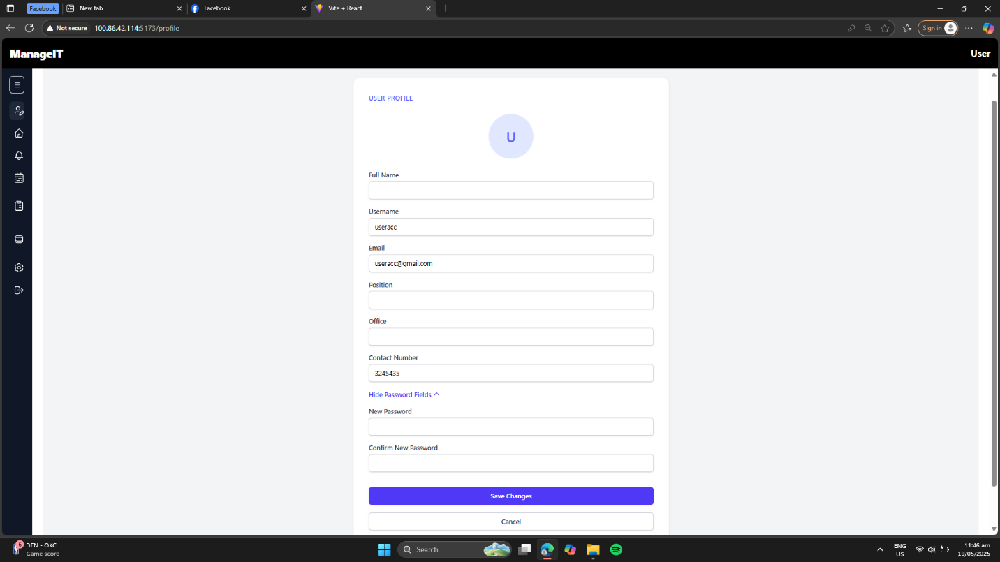 Facebook
New tab
Facebook
Vite + React
Not secure
100.86.42.114:5173/profile
Sign in
ManageIT
User
USER PROFILE
U
Full Name
Username
useracc
Email
useracc@gmail.com
Position
Office
Contact Number
3245435
Hide Password Fields
New Password
Confirm New Password
Save Changes
Cancel
6
DEN - OKC
Game score
Search
ENG
US
11:46 am
19/05/2025